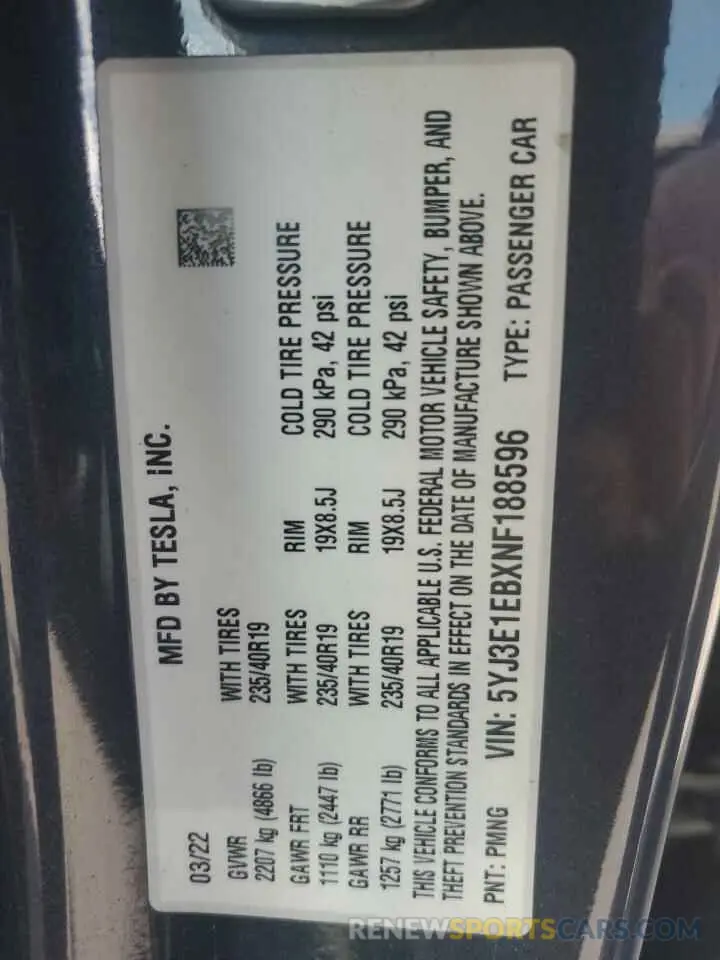 MFD BY TESLA, INC.
03/22
GVWR WITH TIRES
2207 kg (4866 lb) 235/40R19
GAWR FRT WITH TIRES RIM COLD TIRE PRESSURE
1110 kg (2447 lb) 235/40R19 19X8.5J 290 kPa, 42 psi
GAWR RR WITH TIRES RIM COLD TIRE PRESSURE
1257 kg (2771 lb) 235/40R19 19X8.5J 290 kPa, 42 psi
THIS VEHICLE CONFORMS TO ALL APPLICABLE U.S. FEDERAL MOTOR VEHICLE SAFETY, BUMPER, AND
THEFT PREVENTION STANDARDS IN EFFECT ON THE DATE OF MANUFACTURE SHOWN ABOVE.
PNT: PMNG VIN: 5YJ3E1EBXNF188596 TYPE: PASSENGER CAR
RENEWSPORTSCARS.COM